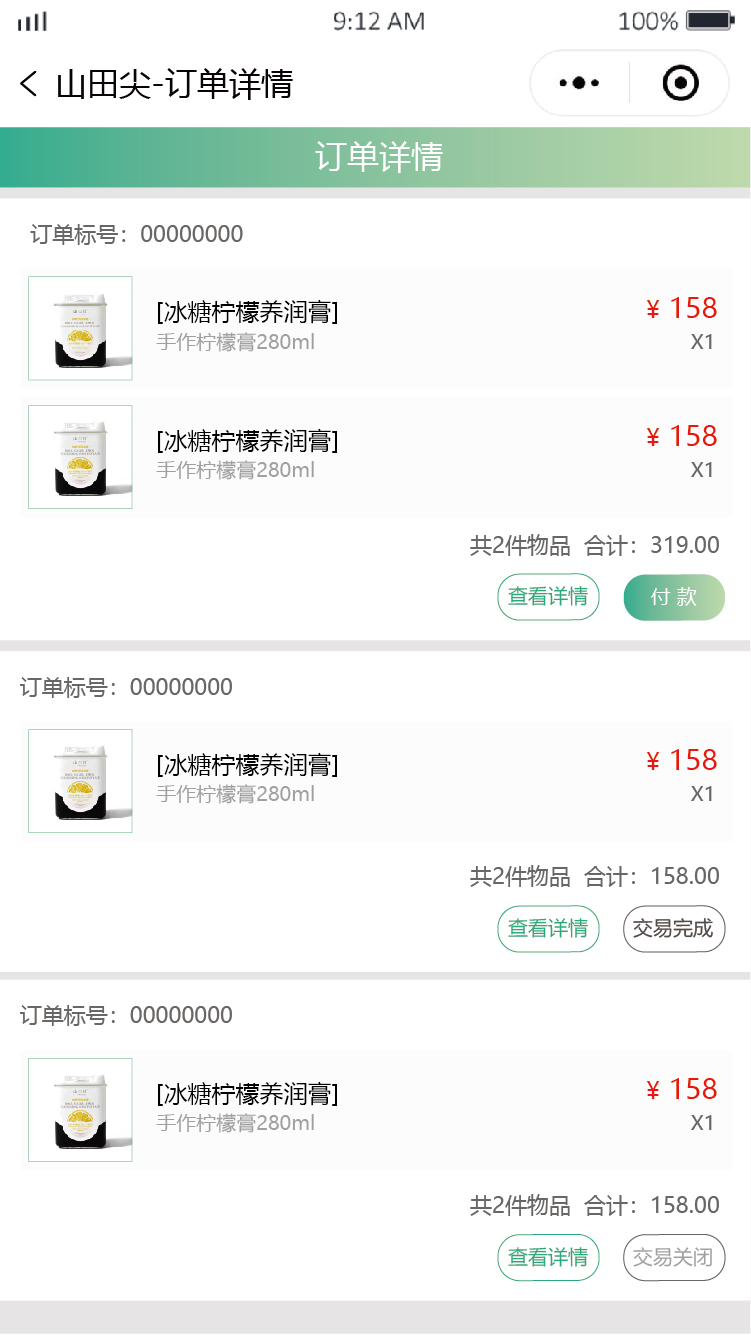 9:12 AM 100%
山田尖-订单详情
订单详情
订单标号：00000000
[冰糖柠檬养润膏] ¥ 158
手作柠檬膏280ml X1
[冰糖柠檬养润膏] ¥ 158
手作柠檬膏280ml X1
共2件物品 合计：319.00
查看详情 付 款
订单标号：00000000
[冰糖柠檬养润膏] ¥ 158
手作柠檬膏280ml X1
共2件物品 合计：158.00
查看详情 交易完成
订单标号：00000000
[冰糖柠檬养润膏] ¥ 158
手作柠檬膏280ml X1
共2件物品 合计：158.00
查看详情 交易关闭